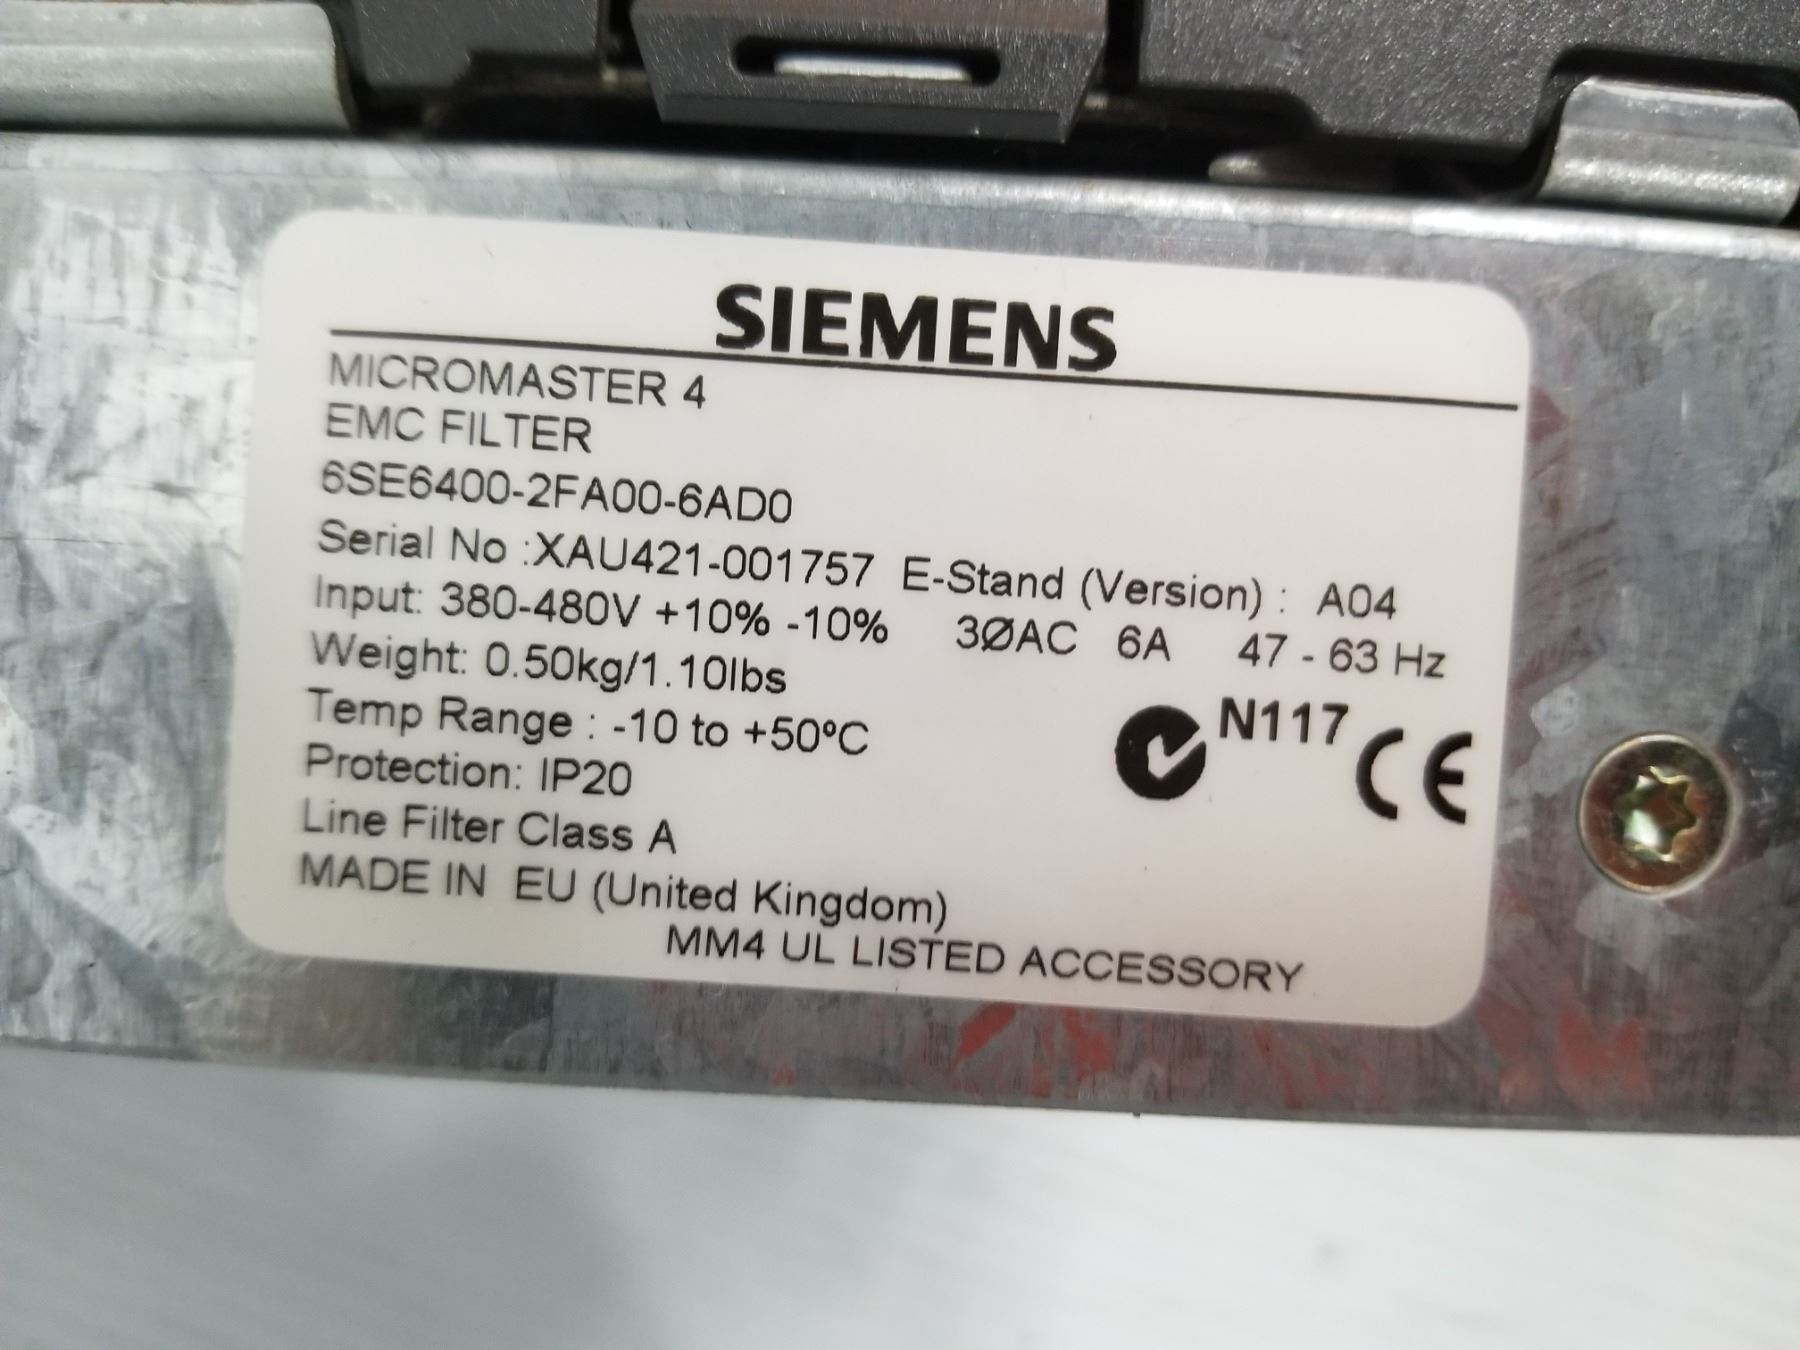 SIEMENS
MICROMASTER 4
EMC FILTER
6SE6400-2FA00-6AD0
Serial No :XAU421-001757 E-Stand (Version) : A04
Input: 380-480V +10% -10% 3ØAC 6A 47 - 63 Hz
Weight: 0.50kg/1.10lbs
Temp Range : -10 to +50ºC
N117 CE
Protection: IP20
Line Filter Class A
MADE IN EU (United Kingdom)
MM4 UL LISTED ACCESSORY